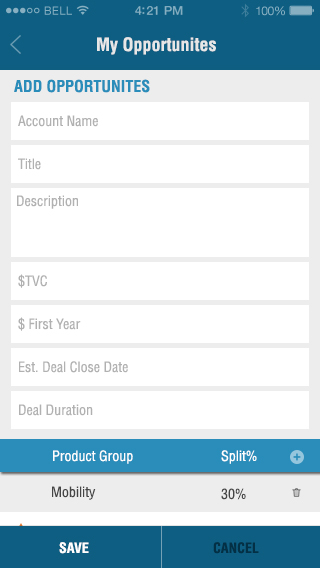 BELL 4:21 PM 100%
My Opportunites
ADD OPPORTUNITES
Account Name
Title
Description
$TVC
$ First Year
Est. Deal Close Date
Deal Duration
Product Group Split%
Mobility 30%
SAVE CANCEL